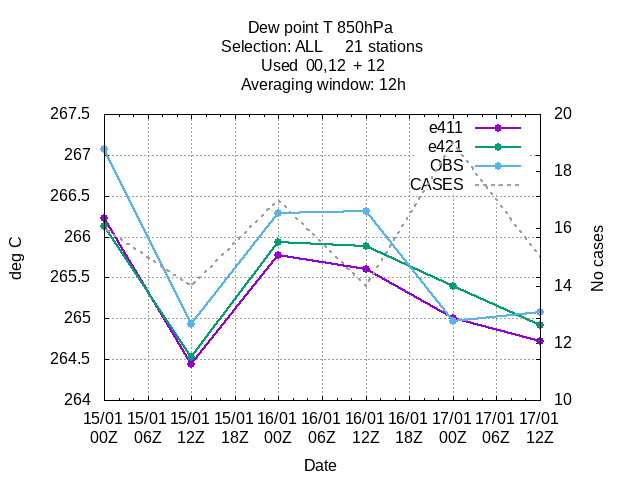 Dew point T 850hPa
Selection: ALL     21 stations
Used  00,12  + 12
Averaging window: 12h
267.5
267
266.5
266
265.5
265
264.5
264
deg C
20
18
16
14
12
10
No cases
e411
e421
OBS
CASES
15/01 15/01 15/01 15/01 16/01 16/01 16/01 16/01 17/01 17/01 17/01
00Z 06Z 12Z 18Z 00Z 06Z 12Z 18Z 00Z 06Z 12Z
Date